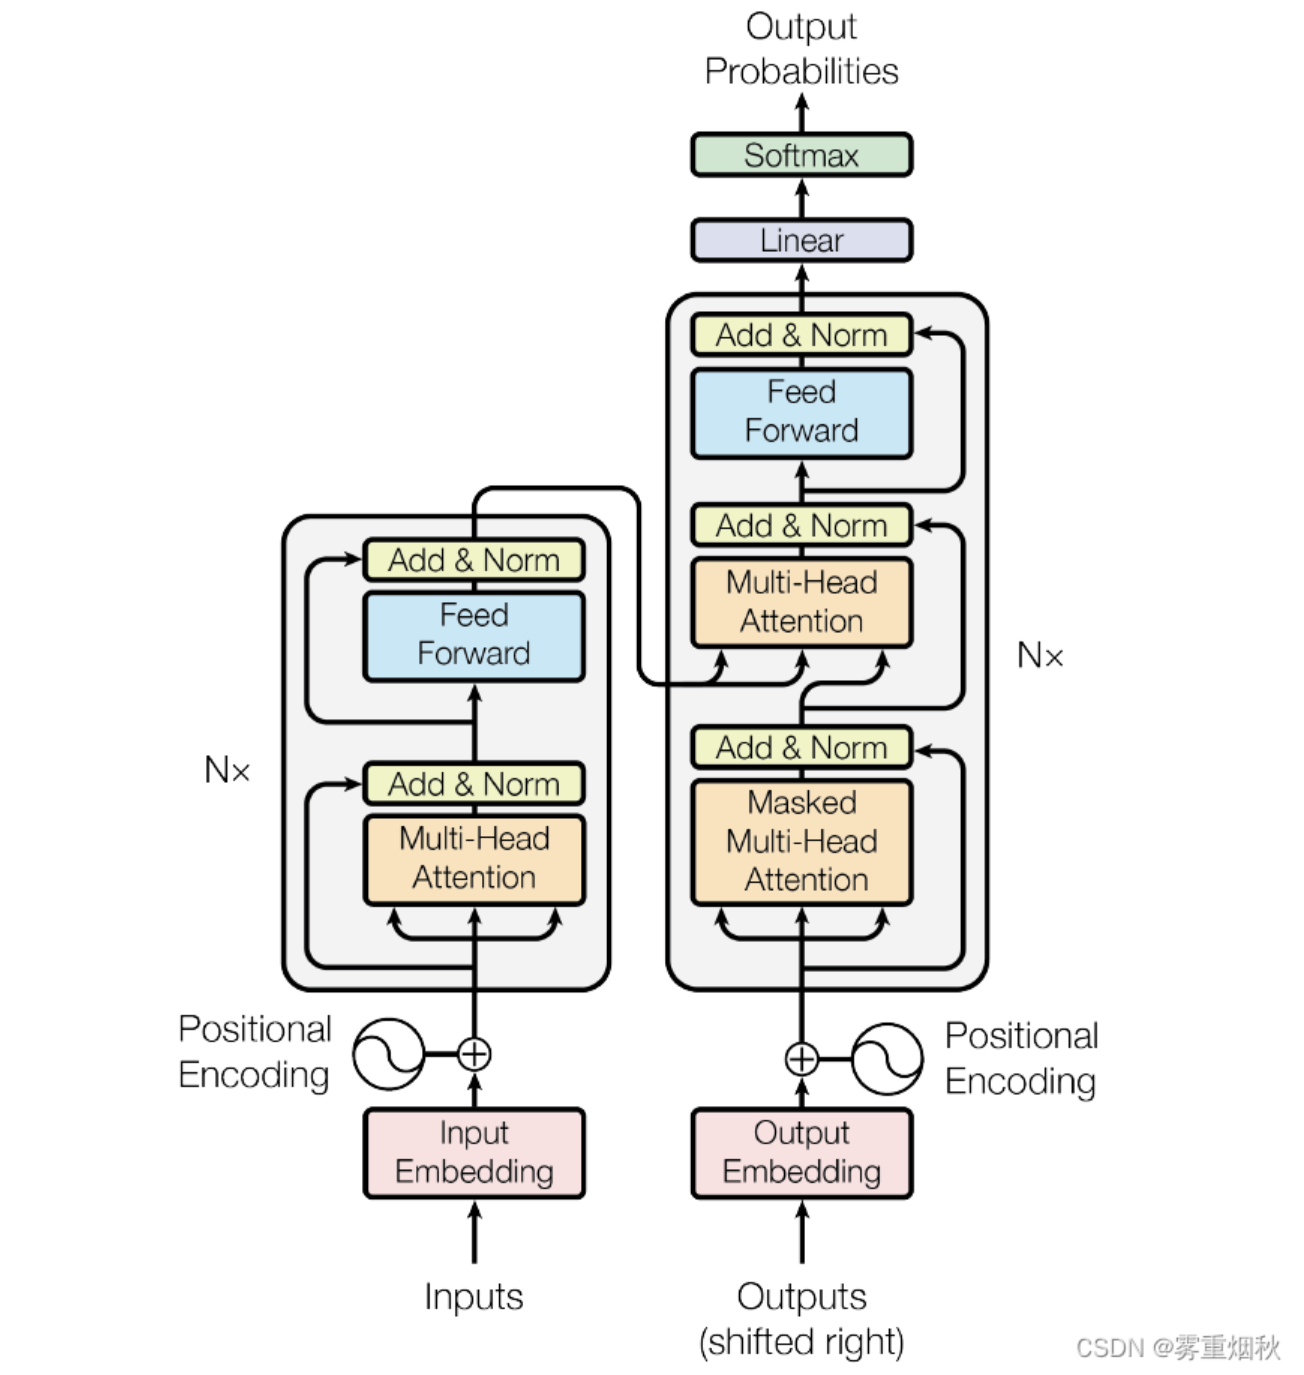 Output
Probabilities
Softmax
Linear
Add & Norm
Feed
Forward
Add & Norm
Multi-Head
Attention
Add & Norm
Masked
Multi-Head
Attention
Nx
Add & Norm
Feed
Forward
Add & Norm
Multi-Head
Attention
Nx
Positional
Encoding
Input
Embedding
Inputs
Positional
Encoding
Output
Embedding
Outputs
(shifted right)
CSDN @雾重烟秋